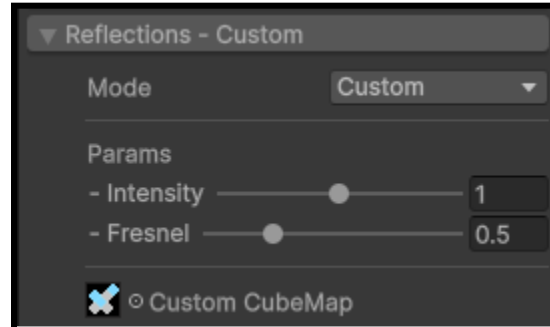 Reflections - Custom
Mode Custom
Params
- Intensity 1
- Fresnel 0.5
Custom CubeMap